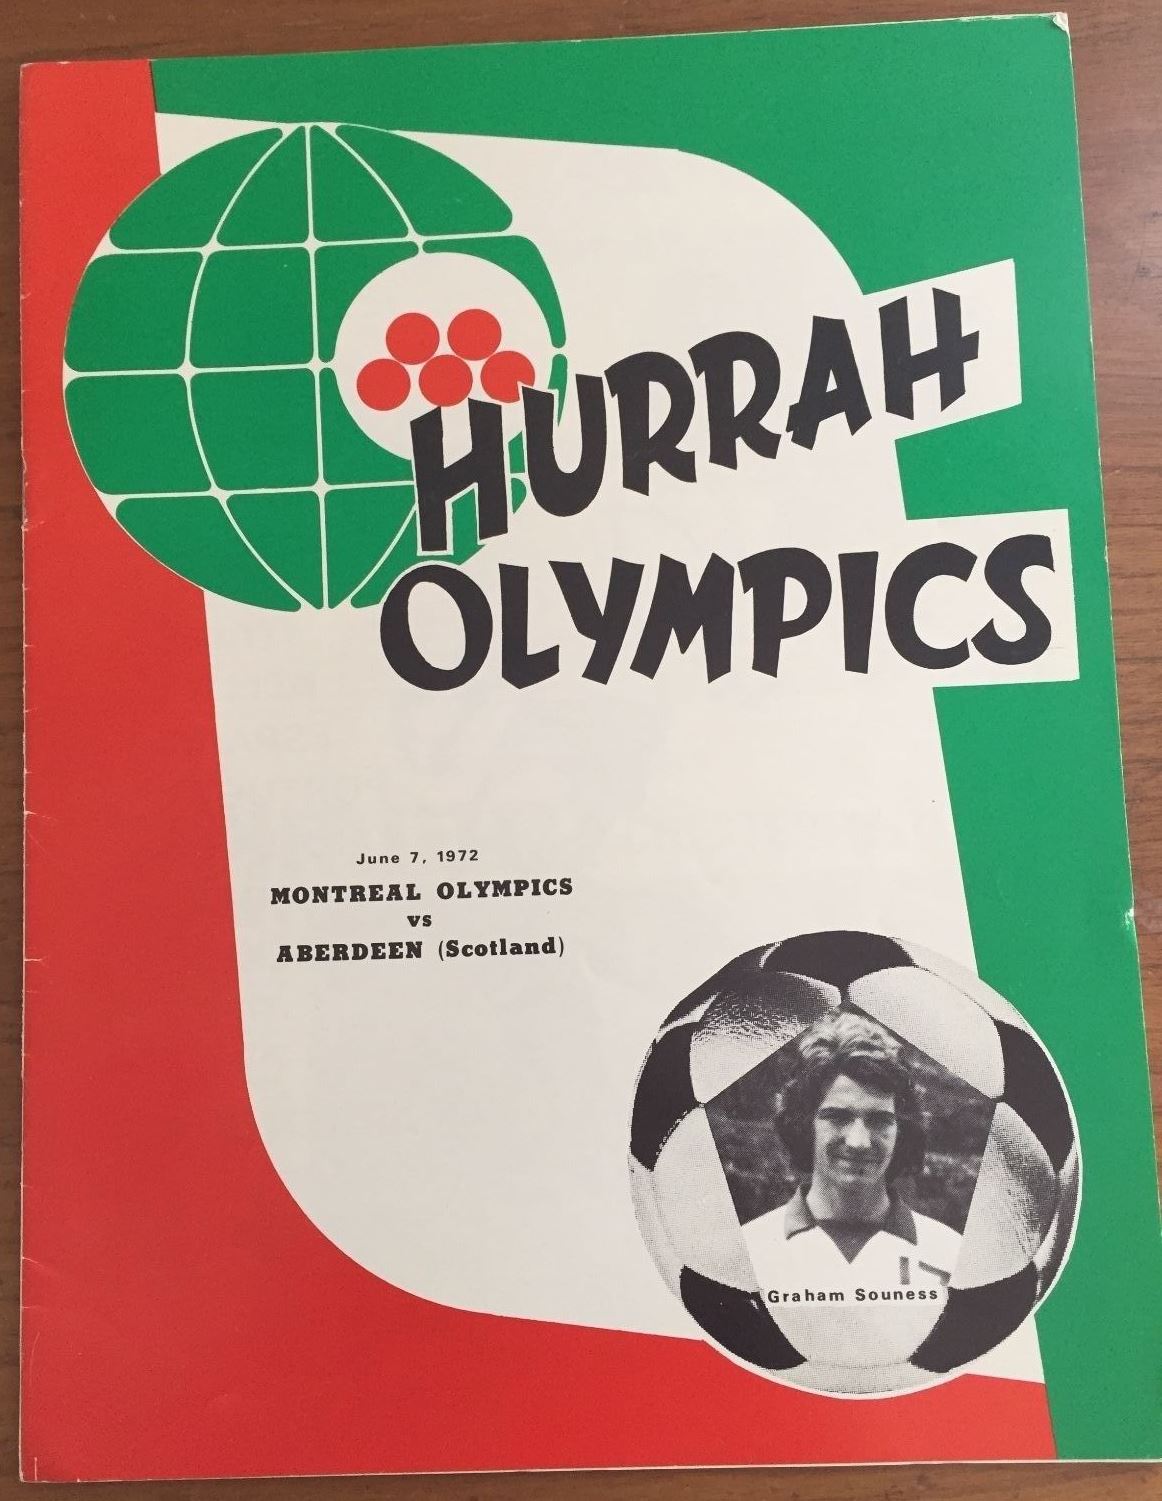 HURRAH
OLYMPICS
June 7, 1972
MONTREAL OLYMPICS
vs
ABERDEEN (Scotland)
Graham Souness